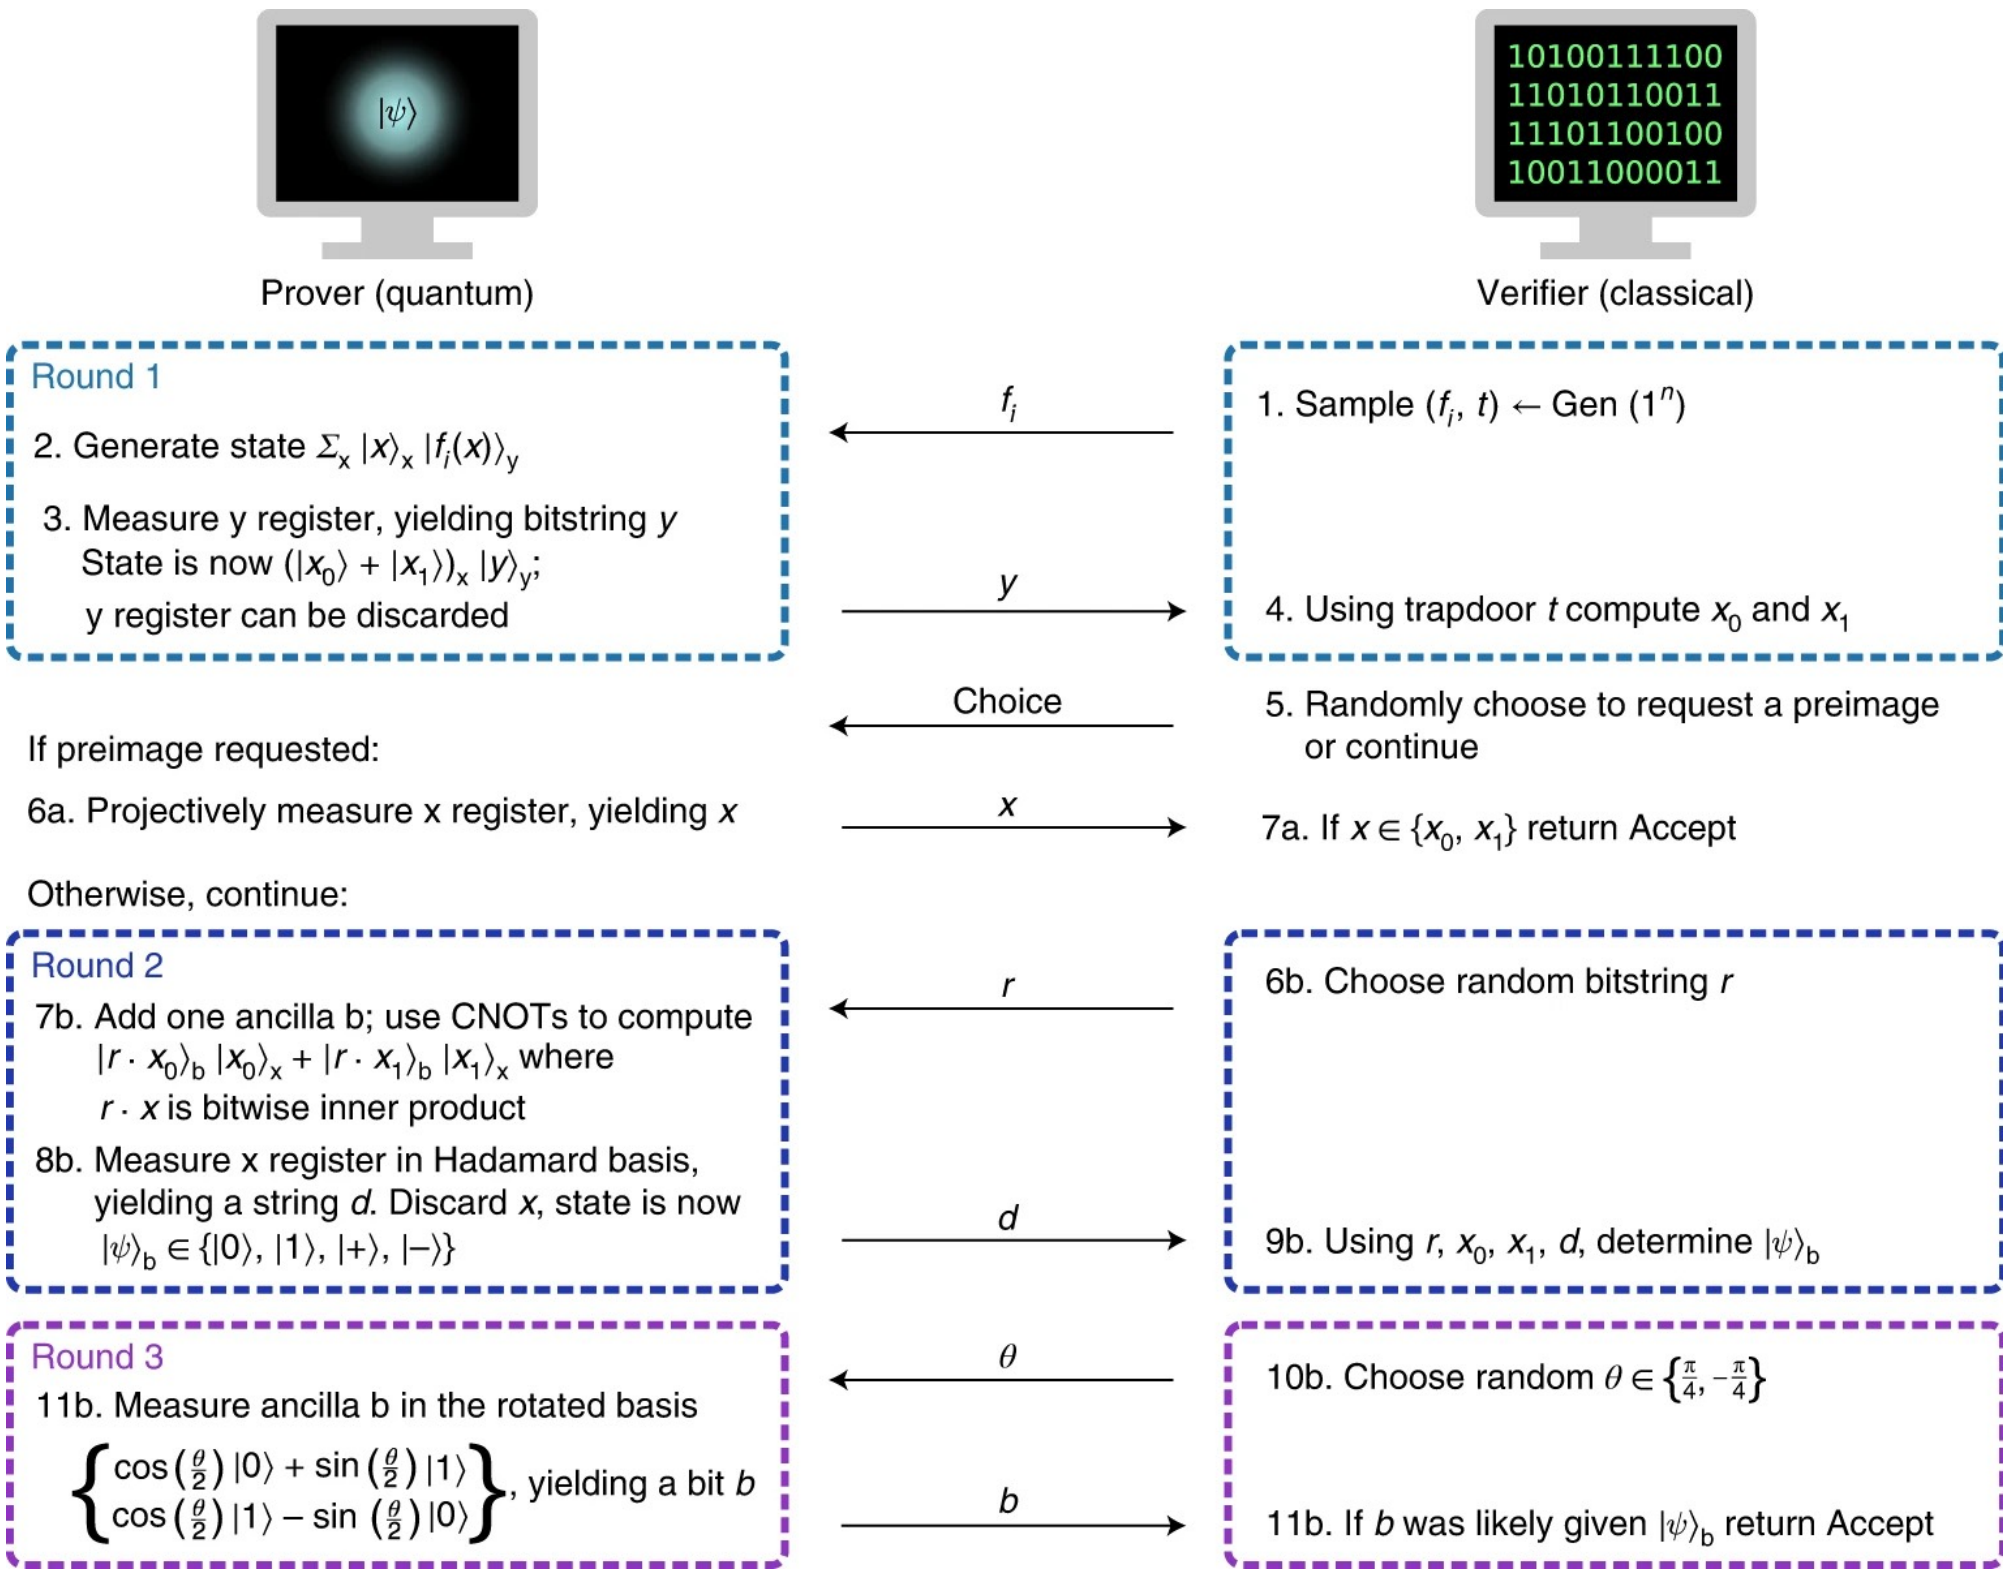 |ψ⟩
10100111100
11010110011
11101100100
10011000011
Prover (quantum)
Verifier (classical)
Round 1
f_i
1. Sample (f_i, t) ← Gen (1^n)
2. Generate state Σ_x |x⟩_x |f_i(x)⟩_y
3. Measure y register, yielding bitstring y
State is now (|x_0⟩ + |x_1⟩)_x |y⟩_y;
y register can be discarded
y
4. Using trapdoor t compute x_0 and x_1
Choice
5. Randomly choose to request a preimage
or continue
If preimage requested:
6a. Projectively measure x register, yielding x
x
7a. If x ∈ {x_0, x_1} return Accept
Otherwise, continue:
Round 2
r
6b. Choose random bitstring r
7b. Add one ancilla b; use CNOTs to compute
|r · x_0⟩_b |x_0⟩_x + |r · x_1⟩_b |x_1⟩_x where
r · x is bitwise inner product
8b. Measure x register in Hadamard basis,
yielding a string d. Discard x, state is now
|ψ⟩_b ∈ {|0⟩, |1⟩, |+⟩, |−⟩}
d
9b. Using r, x_0, x_1, d, determine |ψ⟩_b
Round 3
θ
10b. Choose random θ ∈ {π/4, −π/4}
11b. Measure ancilla b in the rotated basis
{cos(θ/2) |0⟩ + sin(θ/2) |1⟩
cos(θ/2) |1⟩ − sin (θ/2) |0⟩}, yielding a bit b
b
11b. If b was likely given |ψ⟩_b return Accept